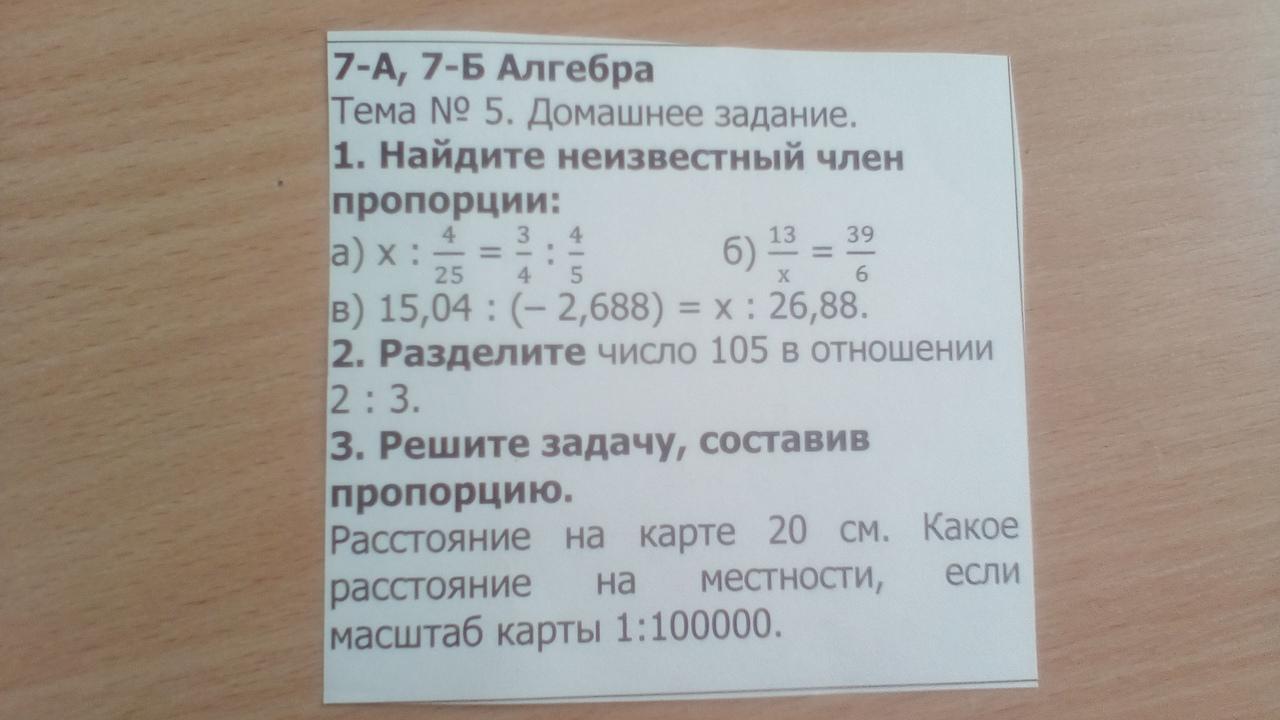 7-А, 7-Б Алгебра
Тема № 5. Домашнее задание.
1. Найдите неизвестный член
пропорции:
а) x : 4/25 = 3/4 : 4/5 б) 13/x = 39/6
в) 15,04 : (– 2,688) = x : 26,88.
2. Разделите число 105 в отношении
2 : 3.
3. Решите задачу, составив
пропорцию.
Расстояние на карте 20 см. Какое
расстояние на местности, если
масштаб карты 1:100000.